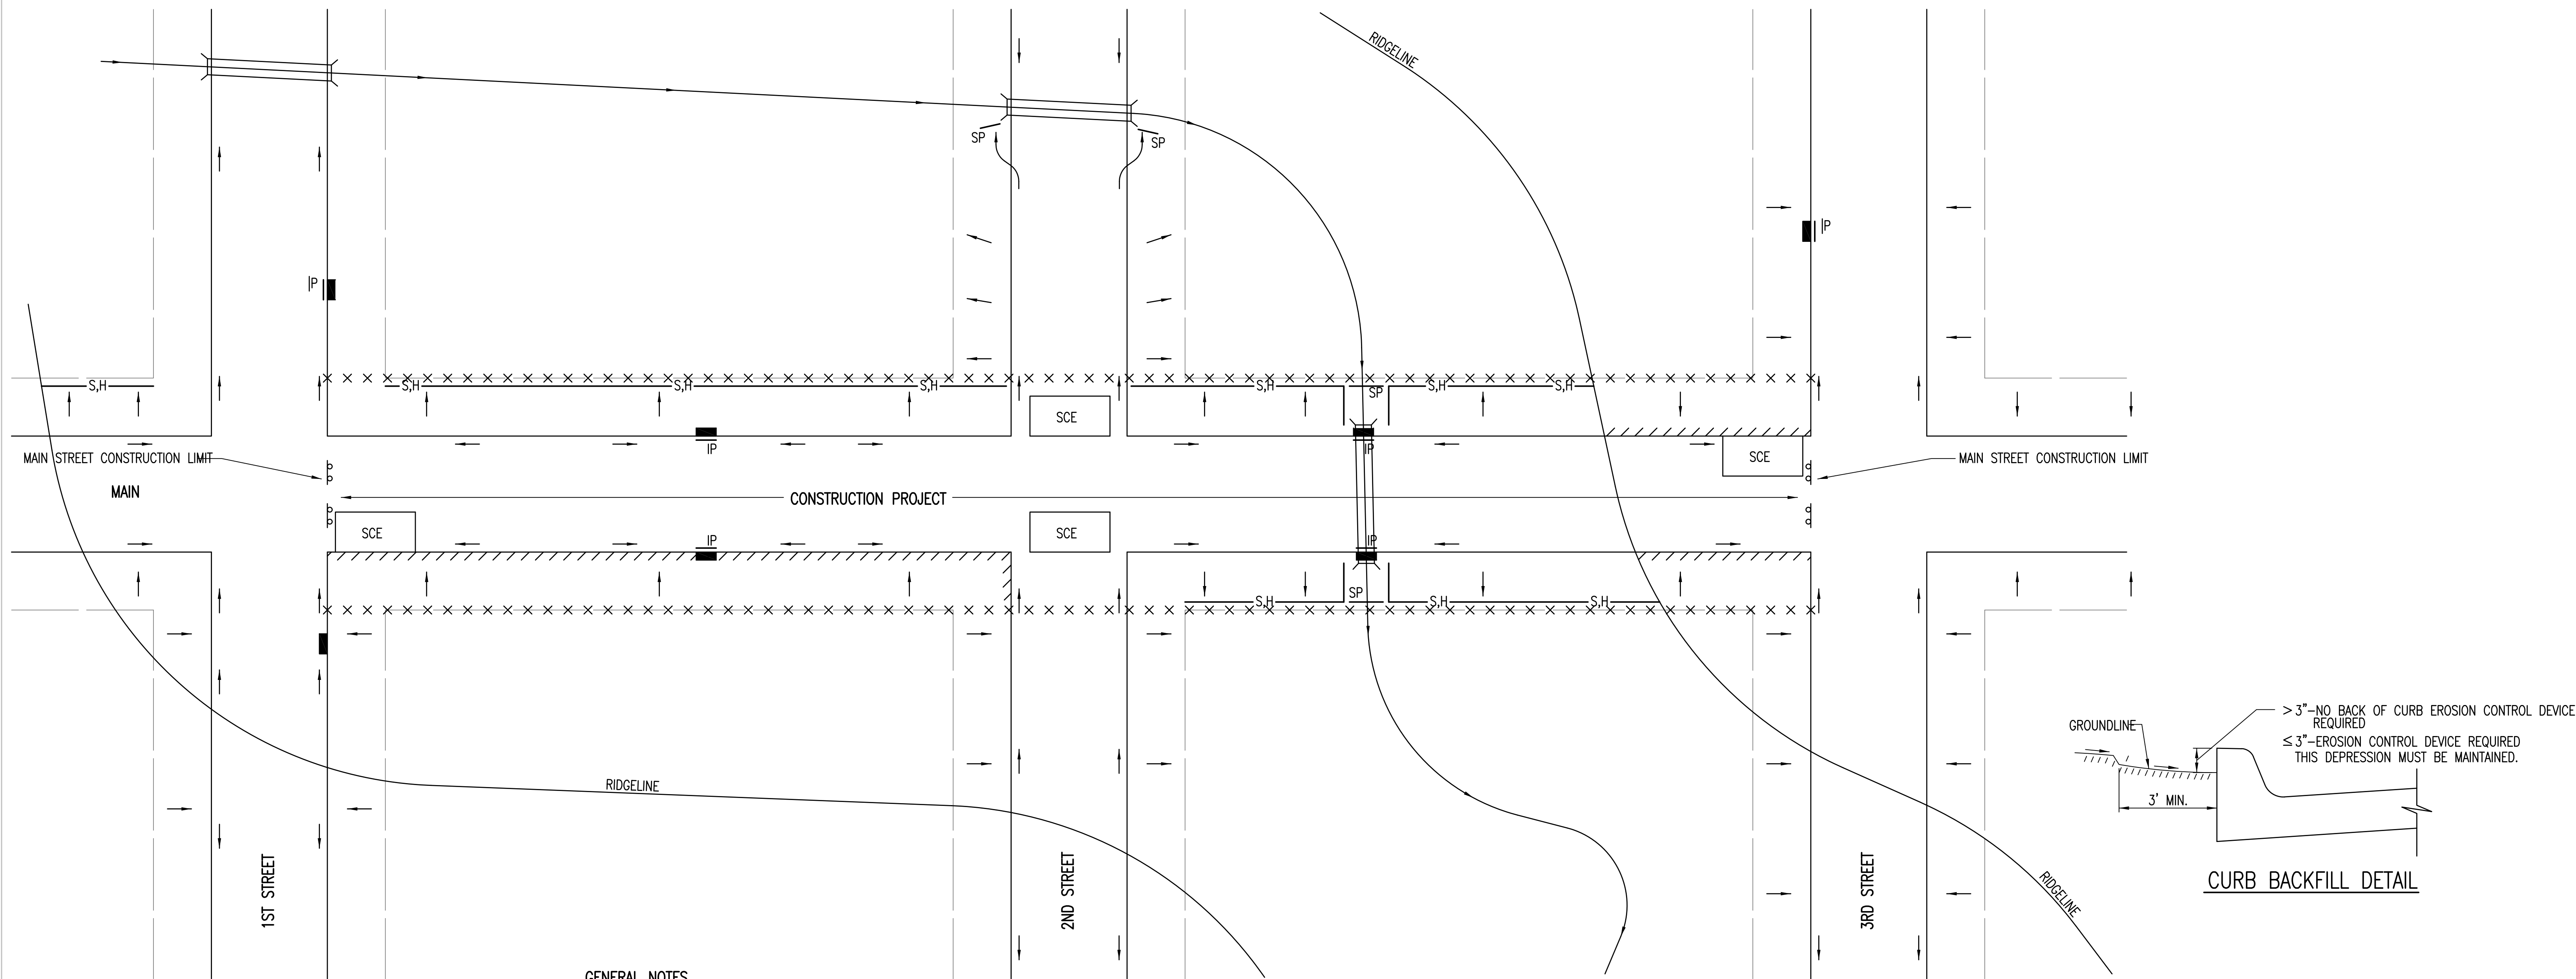 RIDGELINE
SP
SP
IP
IP
S,H
S,H
S,H
S,H
S,H
SP
S,H
S,H
SCE
IP
IP
SCE
MAIN STREET CONSTRUCTION LIMIT
MAIN STREET CONSTRUCTION LIMIT
MAIN
CONSTRUCTION PROJECT
SCE
SCE
IP
IP
S,H
SP
S,H
S,H
RIDGELINE
1ST STREET
2ND STREET
3RD STREET
RIDGELINE
GROUNDLINE
>3"-NO BACK OF CURB EROSION CONTROL DEVICE
REQUIRED
≤3"-EROSION CONTROL DEVICE REQUIRED
THIS DEPRESSION MUST BE MAINTAINED.
3' MIN.
CURB BACKFILL DETAIL
GENERAL NOTES